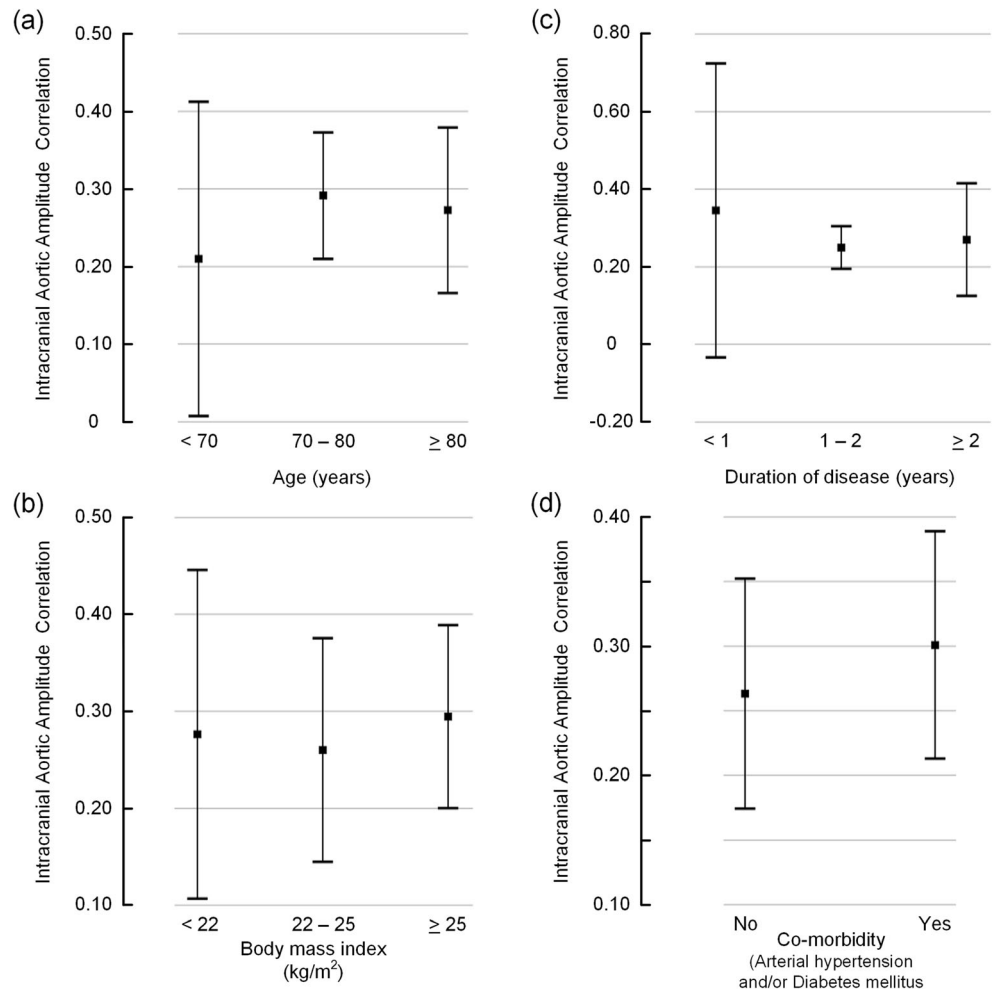 (a)
Intracranial Aortic Amplitude Correlation
0.50
0.40
0.30
0.20
0.10
0
< 70
70 – 80
≥ 80
Age (years)
(c)
Intracranial Aortic Amplitude Correlation
0.80
0.60
0.40
0.20
0
-0.20
< 1
1 – 2
≥ 2
Duration of disease (years)
(b)
Intracranial Aortic Amplitude Correlation
0.50
0.40
0.30
0.20
0.10
< 22
22 – 25
≥ 25
Body mass index
(kg/m²)
(d)
Intracranial Aortic Amplitude Correlation
0.40
0.30
0.20
0.10
No
Yes
Co-morbidity
(Arterial hypertension
and/or Diabetes mellitus